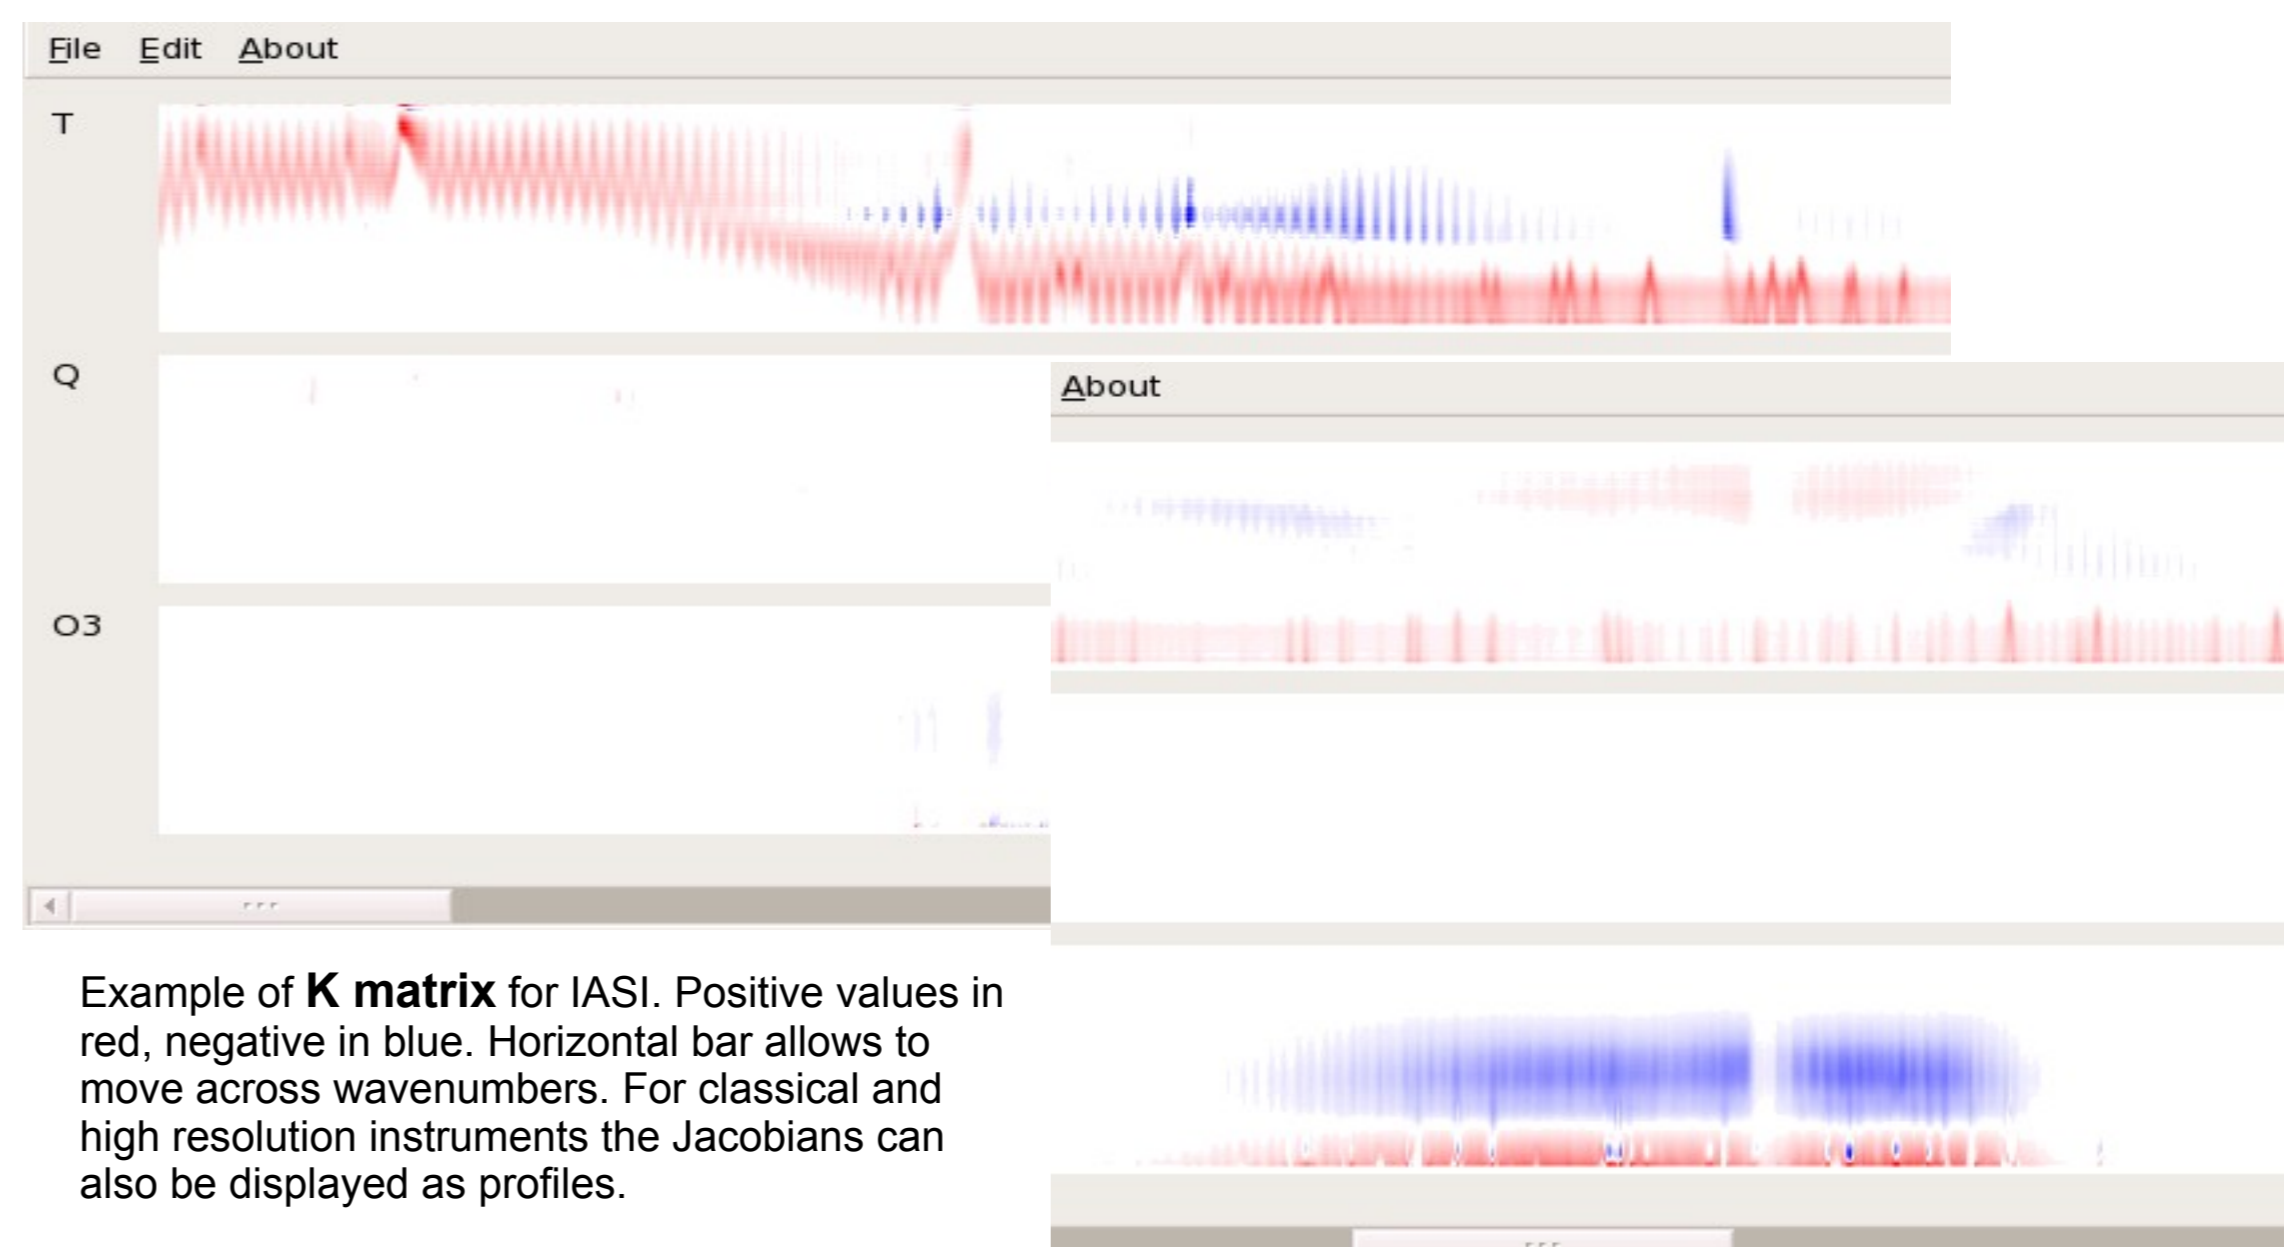 File Edit About
T
Q
O3
About
Example of K matrix for IASI. Positive values in
red, negative in blue. Horizontal bar allows to
move across wavenumbers. For classical and
high resolution instruments the Jacobians can
also be displayed as profiles.